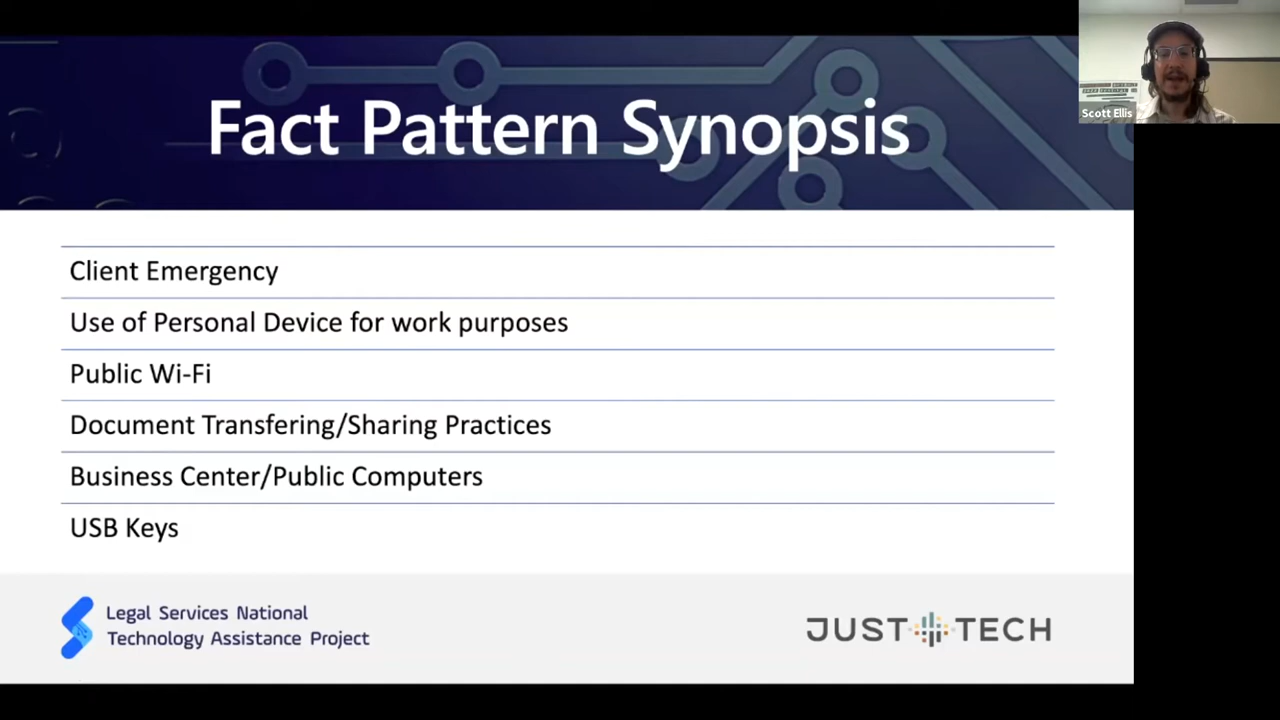 Fact Pattern Synopsis
Scott Ellis
Client Emergency
Use of Personal Device for work purposes
Public Wi-Fi
Document Transfering/Sharing Practices
Business Center/Public Computers
USB Keys
Legal Services National
Technology Assistance Project
JUST TECH